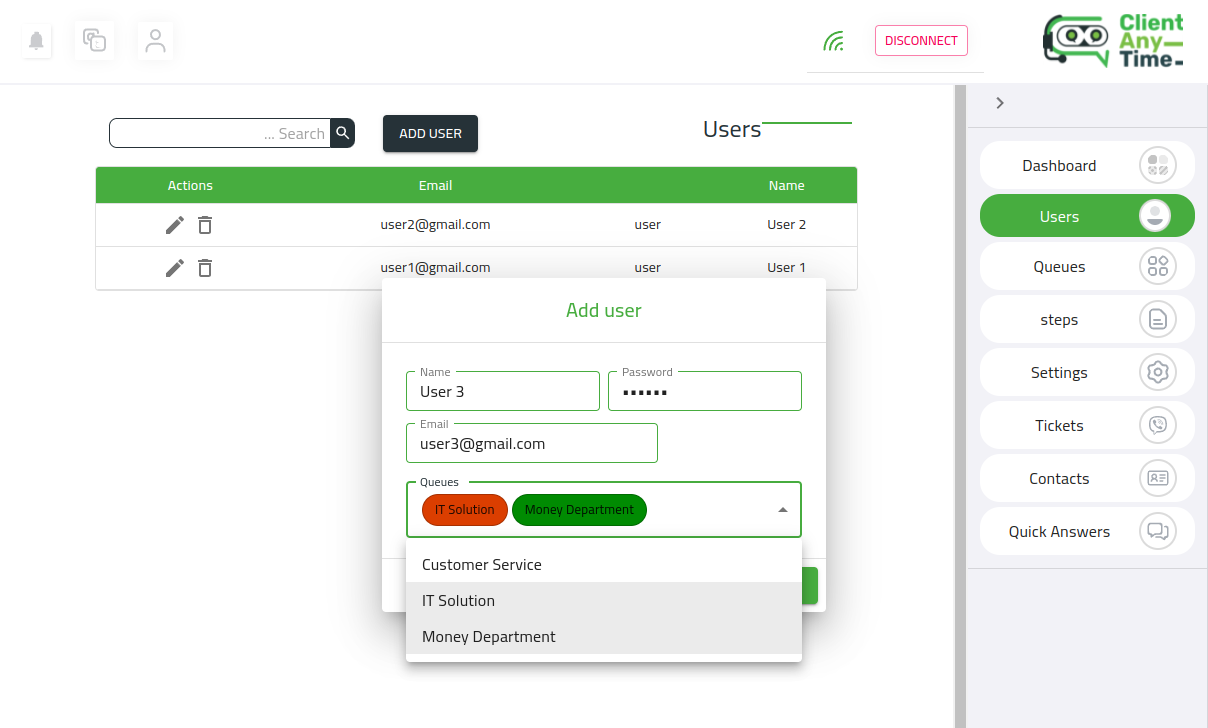 DISCONNECT
Client
Any
Time
... Search
ADD USER
Users
Actions
Email
Name
user2@gmail.com
user
User 2
user1@gmail.com
user
User 1
Add user
Name
User 3
Password
••••••
Email
user3@gmail.com
Queues
IT Solution
Money Department
Customer Service
IT Solution
Money Department
Dashboard
Users
Queues
steps
Settings
Tickets
Contacts
Quick Answers